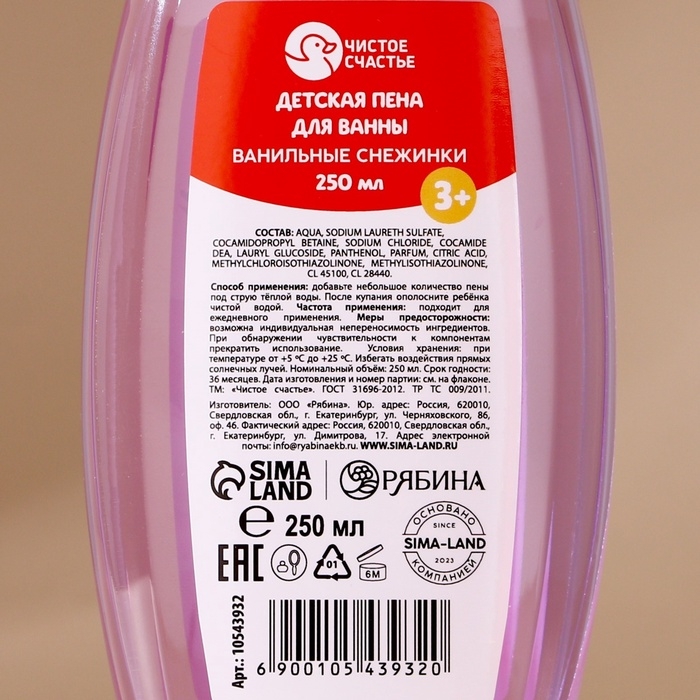 ЧИСТОЕ
СЧАСТЬЕ
ДЕТСКАЯ ПЕНА
ДЛЯ ВАННЫ
ВАНИЛЬНЫЕ СНЕЖИНКИ
250 мл
3+
СОСТАВ: AQUA, SODIUM LAURETH SULFATE,
COCAMIDOPROPYL BETAINE, SODIUM CHLORIDE, COCAMIDE
DEA, LAURYL GLUCOSIDE, PANTHENOL, PARFUM, CITRIC ACID,
METHYLCHLOROISOTHIAZOLINONE, METHYLISOTHIAZOLINONE,
CL 45100, CL 28440.
Способ применения: добавьте небольшое количество пены
под струю тёплой воды. После купания ополосните ребёнка
чистой водой. Частота применения: подходит для
ежедневного применения. Меры предосторожности:
возможна индивидуальная непереносимость ингредиентов.
При обнаружении чувствительности к компонентам
прекратить использование. Условия хранения: при
температуре от +5 °C до +25 °C. Избегать воздействия прямых
солнечных лучей. Номинальный объём: 250 мл. Срок годности:
36 месяцев. Дата изготовления и номер партии: см. на флаконе.
ТМ: «Чистое счастье». ГОСТ 31696-2012. ТР ТС 009/2011.
Изготовитель: ООО «Рябина». Юр. адрес: Россия, 620010,
Свердловская обл., г. Екатеринбург, ул. Черняховского, 86,
оф. 46. Фактический адрес: Россия, 620010, Свердловская обл.,
г. Екатеринбург, ул. Димитрова, 17. Адрес электронной
почты: info@ryabinaekb.ru WWW.SIMA-LAND.RU
SIMA LAND РЯБИНА
℮ 250 мл
ОСНОВАНО
SINCE
SIMA-LAND
2023
КОМПАНИЕЙ
EAC 01 6M
Арт.: 10543932
6 900105 439320